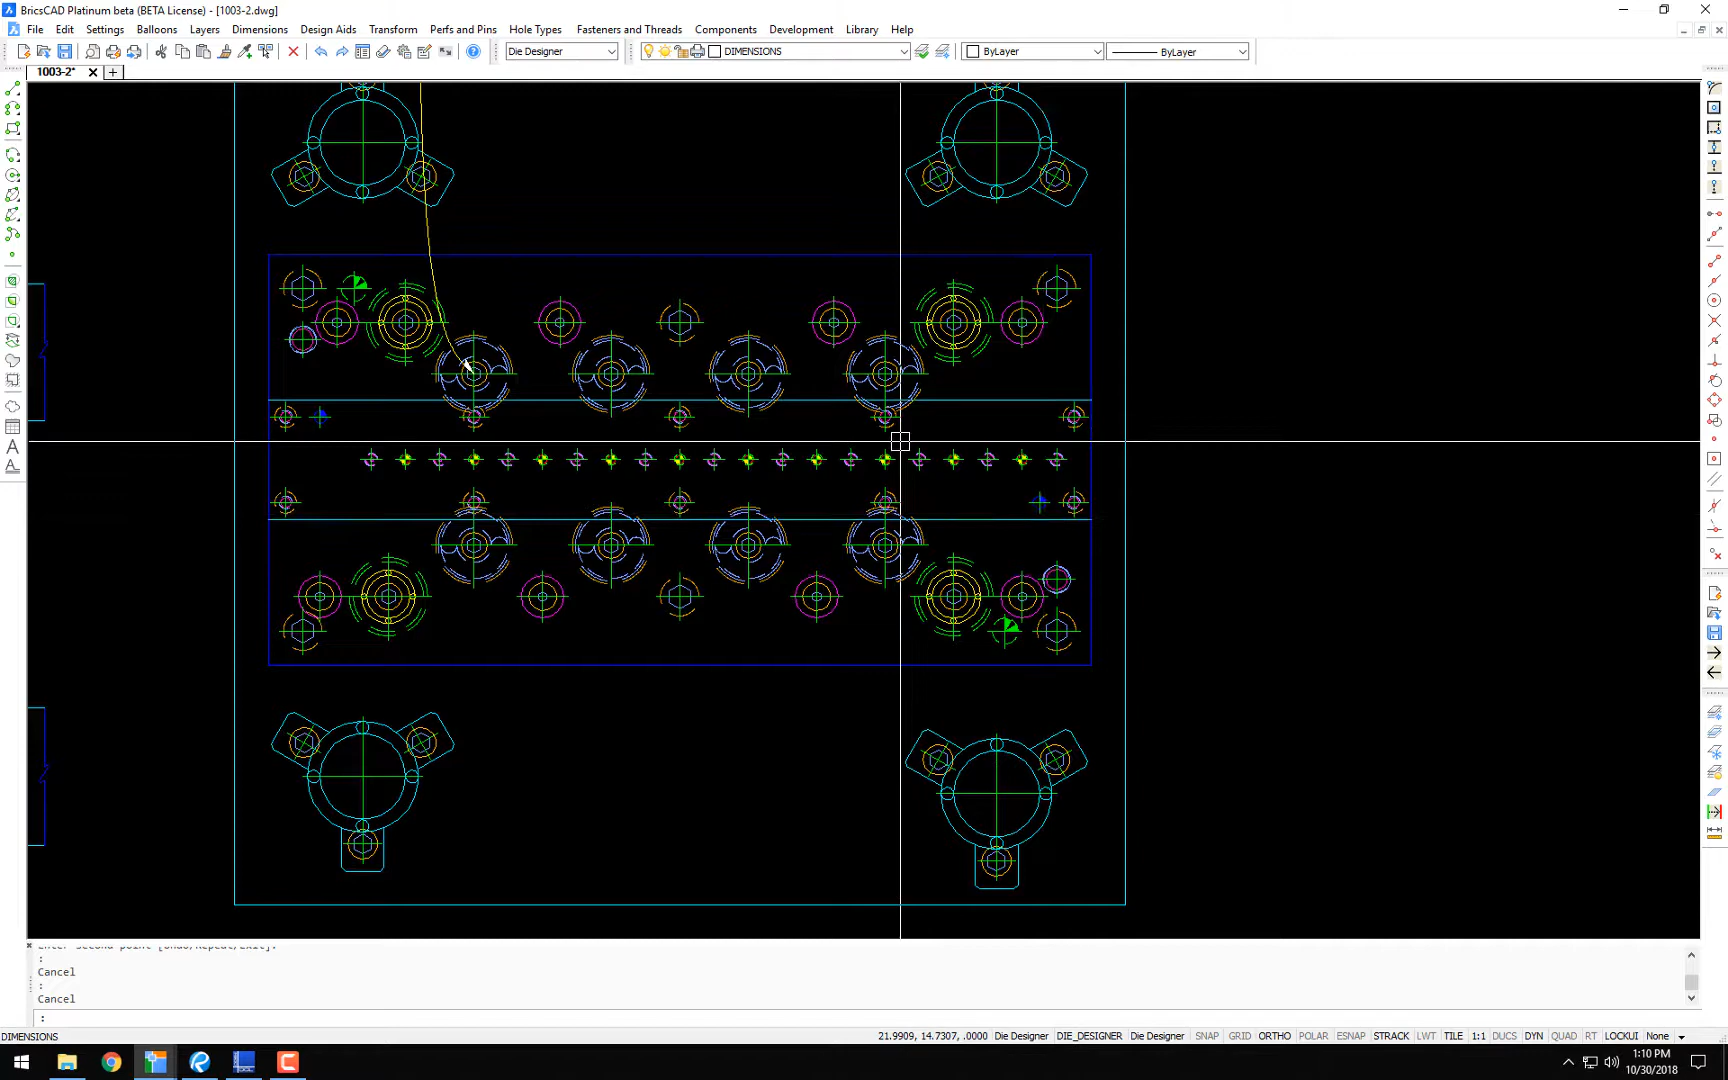 BricsCAD Platinum beta (BETA License) - [1003-2.dwg]
File Edit Settings Balloons Layers Dimensions Design Aids Transform Perfs and Pins Hole Types Fasteners and Threads Components Development Library Help
Die Designer DIMENSIONS ByLayer ByLayer
1003-2*
:
Cancel
:
Cancel
:
DIMENSIONS 21.9909, 14.7307, .0000 Die Designer DIE_DESIGNER Die Designer SNAP GRID ORTHO POLAR ESNAP STRACK LWT TILE 1:1 DUCS DYN QUAD RT LOCKUI None
1:10 PM
10/30/2018